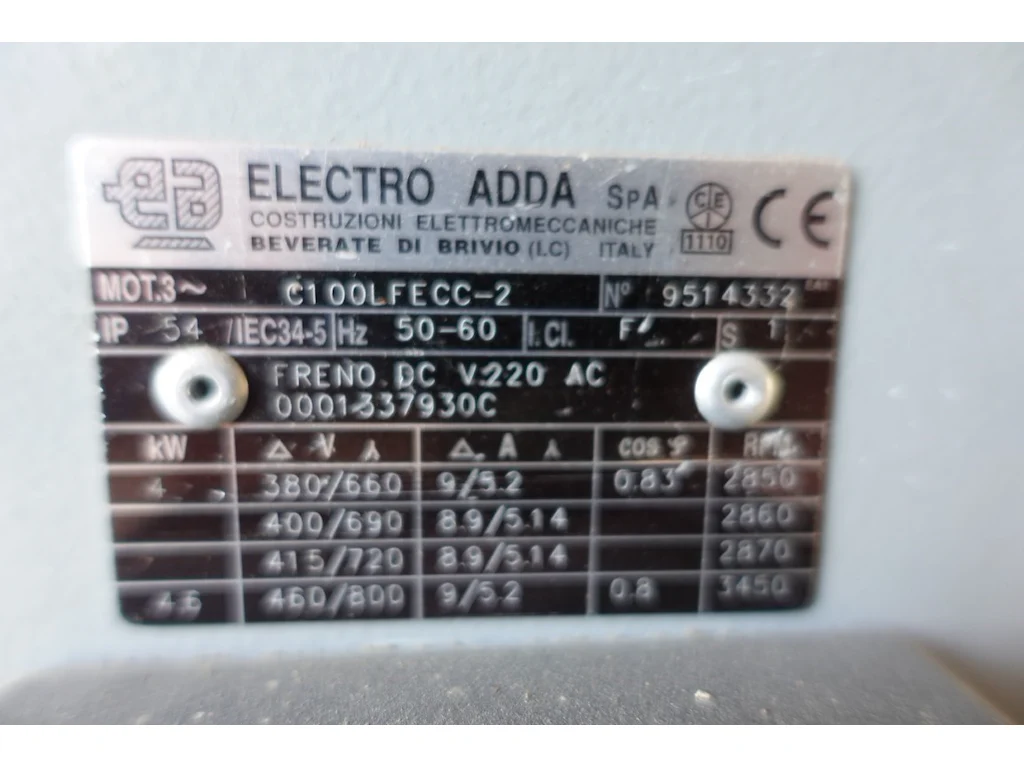 ea ELECTRO ADDA SpA CEI CE
COSTRUZIONI ELETTROMECCANICHE
BEVERATE DI BRIVIO (LC) ITALY 1110
MOT.3~ C100LFECC-2 N° 9514332
IP 54 /IEC34-5 Hz 50-60 I.Cl. F S 1
FRENO DC V.220 AC
0001337930C
kW △ V ⅄ △ A ⅄ cos φ RPM
4 380/660 9/5.2 0.83 2850
400/690 8.9/5.14 2860
415/720 8.9/5.14 2870
4.6 460/800 9/5.2 0.8 3450